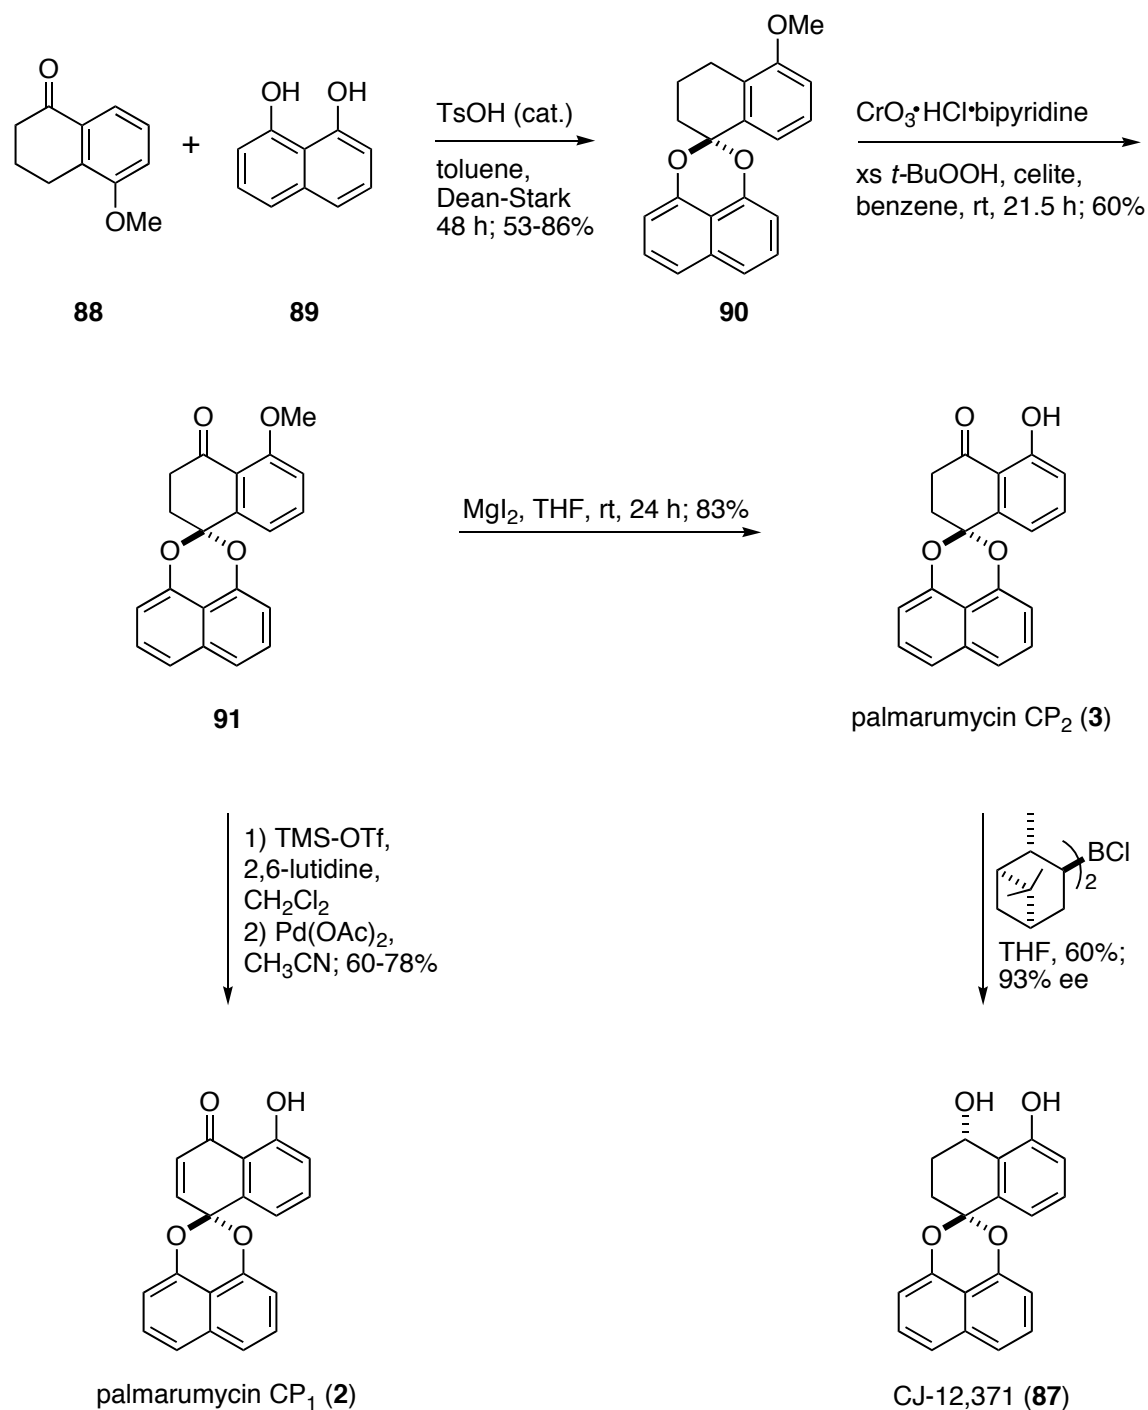 O
OMe
88
+
OH OH
89
TsOH (cat.)
toluene,
Dean-Stark
48 h; 53-86%
OMe
O O
90
CrO3•HCl•bipyridine
xs t-BuOOH, celite,
benzene, rt, 21.5 h; 60%
O OMe
O O
91
MgI2, THF, rt, 24 h; 83%
O OH
O O
palmarumycin CP2 (3)
1) TMS-OTf,
2,6-lutidine,
CH2Cl2
2) Pd(OAc)2,
CH3CN; 60-78%
)2BCl
THF, 60%;
93% ee
O OH
O O
palmarumycin CP1 (2)
OH OH
O O
CJ-12,371 (87)